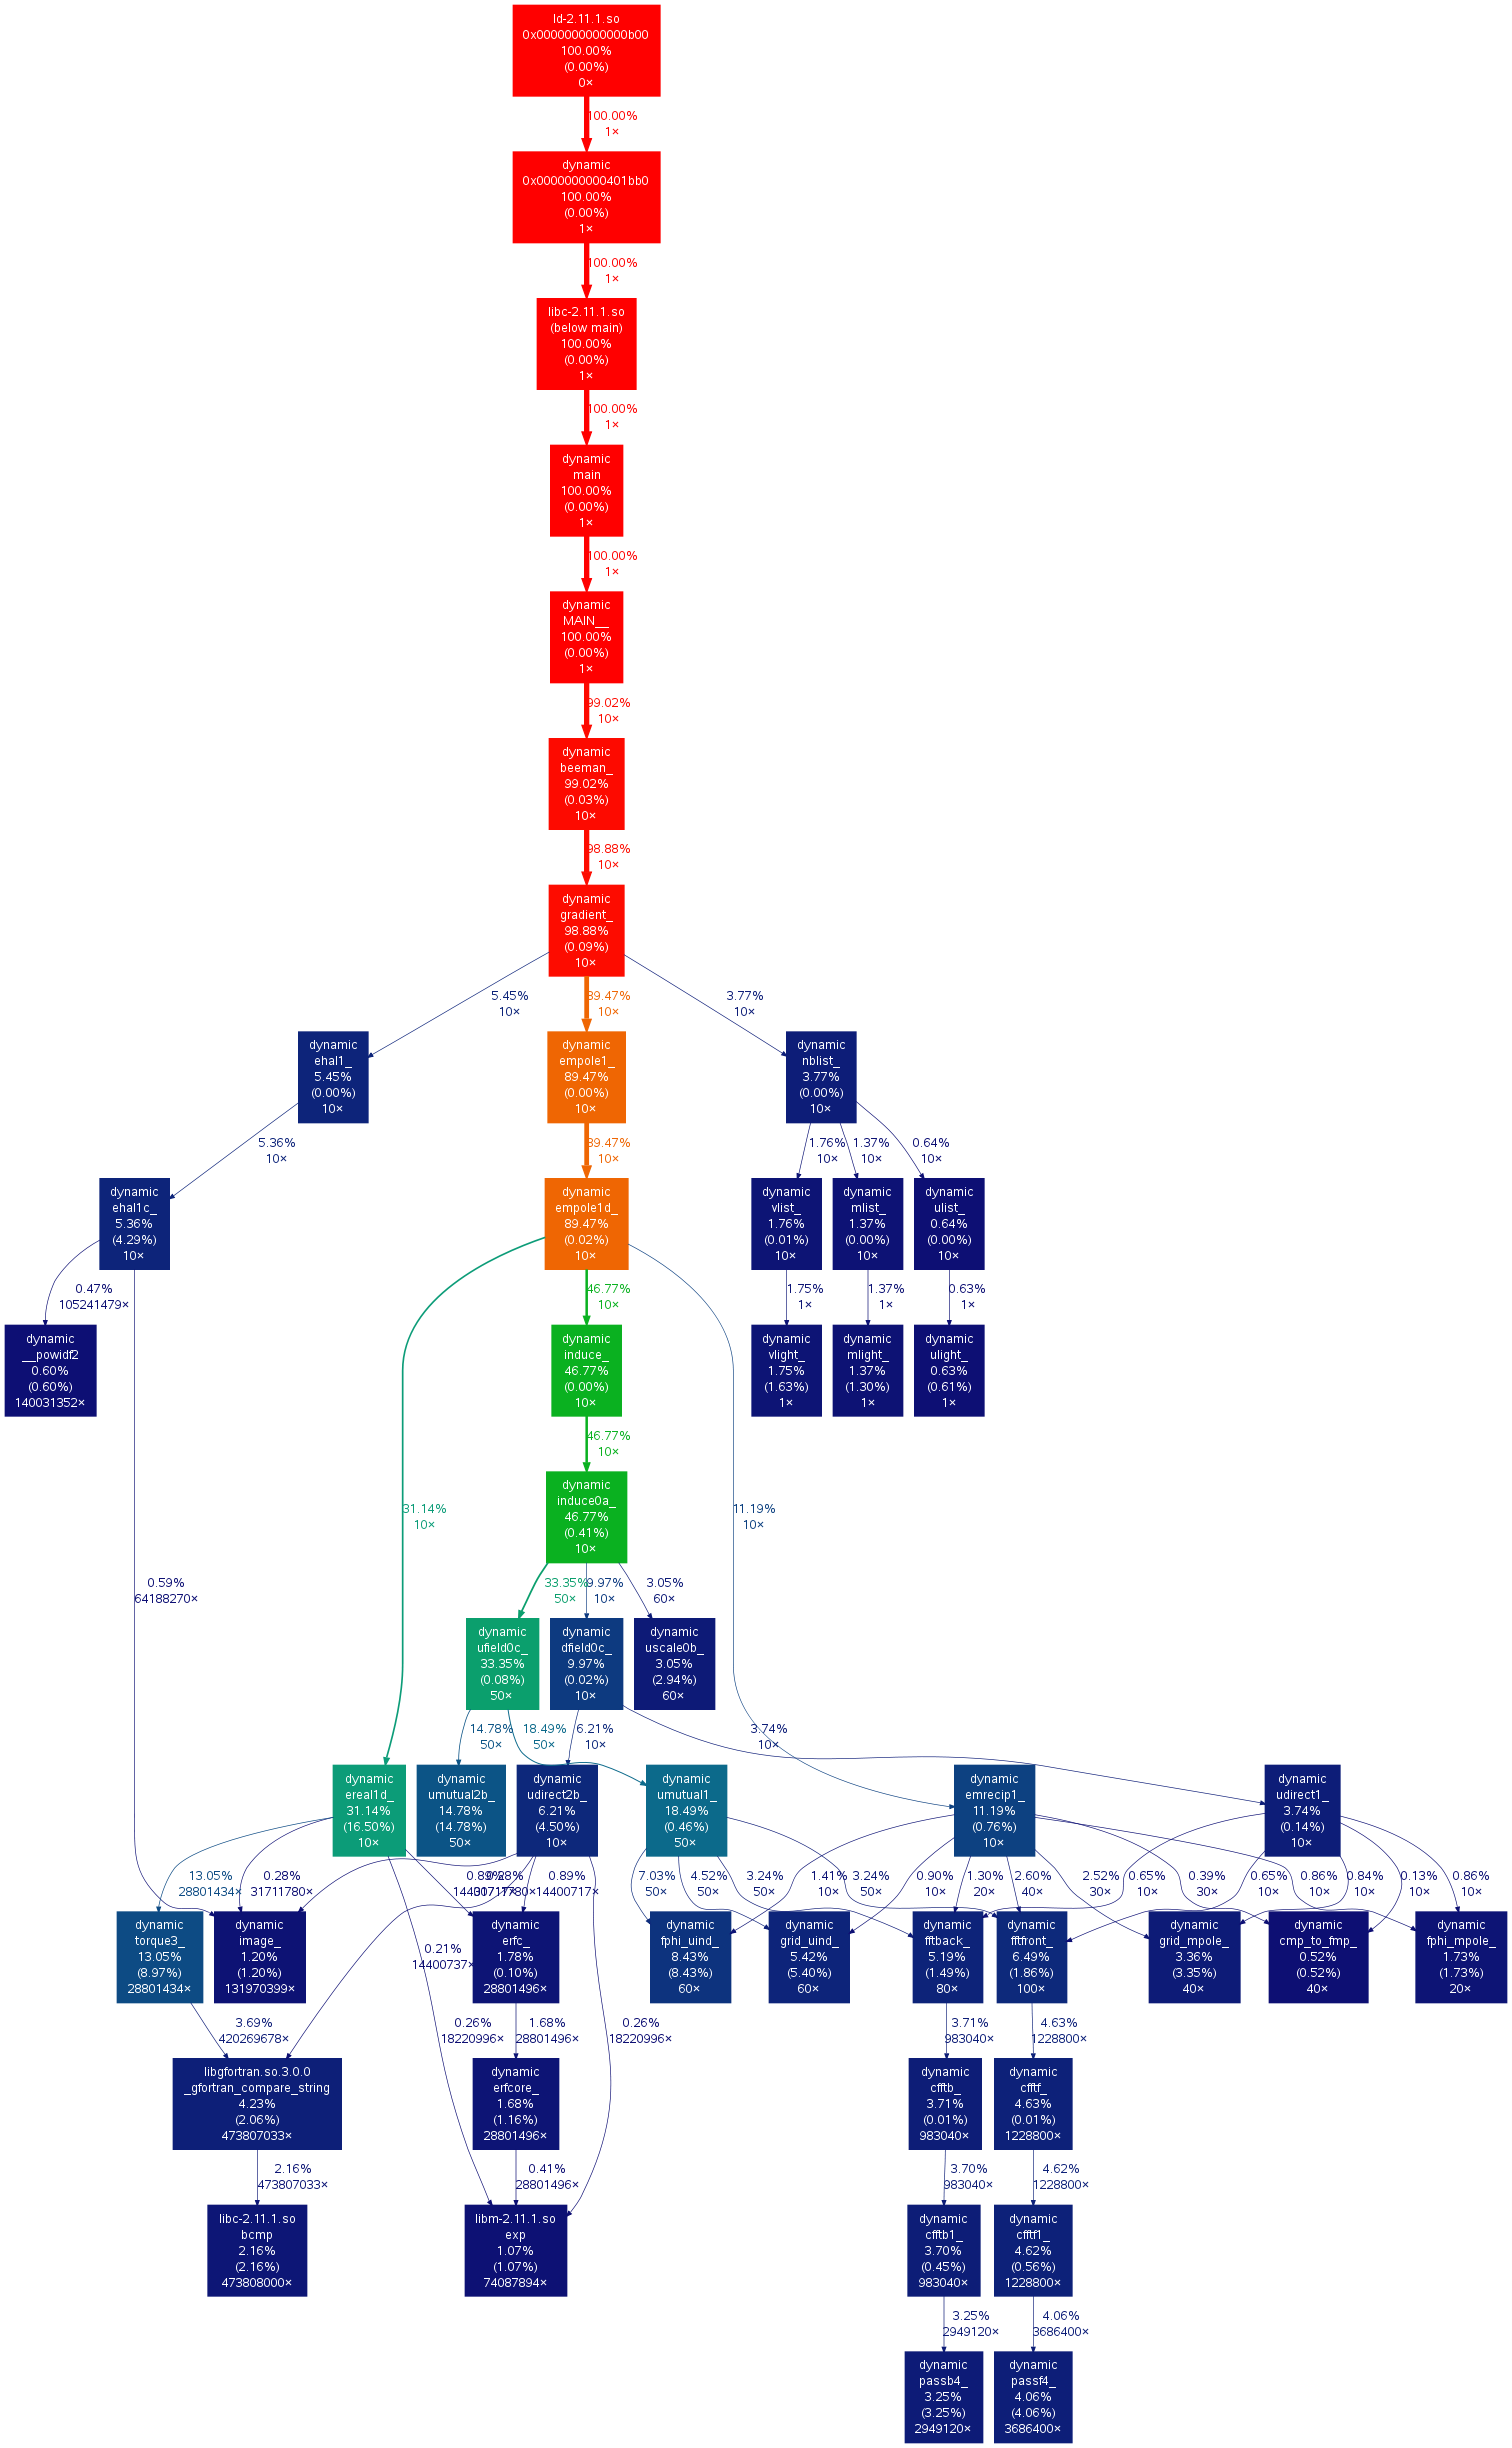 ld-2.11.1.so
0x0000000000000b00
100.00%
(0.00%)
0×
100.00%
1×
dynamic
0x0000000000401bb0
100.00%
(0.00%)
1×
100.00%
1×
libc-2.11.1.so
(below main)
100.00%
(0.00%)
1×
100.00%
1×
dynamic
main
100.00%
(0.00%)
1×
100.00%
1×
dynamic
MAIN__
100.00%
(0.00%)
1×
99.02%
10×
dynamic
beeman_
99.02%
(0.03%)
10×
98.88%
10×
dynamic
gradient_
98.88%
(0.09%)
10×
5.45%
10×
89.47%
10×
3.77%
10×
dynamic
ehal1_
5.45%
(0.00%)
10×
dynamic
empole1_
89.47%
(0.00%)
10×
dynamic
nblist_
3.77%
(0.00%)
10×
5.36%
10×
89.47%
10×
1.76%
10×
1.37%
10×
0.64%
10×
dynamic
ehal1c_
5.36%
(4.29%)
10×
dynamic
empole1d_
89.47%
(0.02%)
10×
dynamic
vlist_
1.76%
(0.01%)
10×
dynamic
mlist_
1.37%
(0.00%)
10×
dynamic
ulist_
0.64%
(0.00%)
10×
0.47%
105241479×
46.77%
10×
1.75%
1×
1.37%
1×
0.63%
1×
dynamic
__powidf2
0.60%
(0.60%)
140031352×
dynamic
induce_
46.77%
(0.00%)
10×
dynamic
vlight_
1.75%
(1.63%)
1×
dynamic
mlight_
1.37%
(1.30%)
1×
dynamic
ulight_
0.63%
(0.61%)
1×
46.77%
10×
31.14%
10×
dynamic
induce0a_
46.77%
(0.41%)
10×
11.19%
10×
0.59%
64188270×
33.35%
50×
9.97%
10×
3.05%
60×
dynamic
ufield0c_
33.35%
(0.08%)
50×
dynamic
dfield0c_
9.97%
(0.02%)
10×
dynamic
uscale0b_
3.05%
(2.94%)
60×
14.78%
50×
18.49%
50×
6.21%
10×
3.74%
10×
dynamic
ereal1d_
31.14%
(16.50%)
10×
dynamic
umutual2b_
14.78%
(14.78%)
50×
dynamic
udirect2b_
6.21%
(4.50%)
10×
dynamic
umutual1_
18.49%
(0.46%)
50×
dynamic
emrecip1_
11.19%
(0.76%)
10×
dynamic
udirect1_
3.74%
(0.14%)
10×
13.05%
28801434×
0.28%
31711780×
0.89%
0.28%
0.89%
14400717×
7.03%
50×
4.52%
50×
3.24%
50×
1.41%
10×
3.24%
50×
0.90%
10×
1.30%
20×
2.60%
40×
2.52%
30×
0.65%
10×
0.39%
30×
0.65%
10×
0.86%
10×
0.84%
10×
0.13%
10×
0.86%
10×
dynamic
torque3_
13.05%
(8.97%)
28801434×
dynamic
image_
1.20%
(1.20%)
131970399×
0.21%
14400737×
dynamic
erfc_
1.78%
(0.10%)
28801496×
dynamic
fphi_uind_
8.43%
(8.43%)
60×
dynamic
grid_uind_
5.42%
(5.40%)
60×
dynamic
fftback_
5.19%
(1.49%)
80×
dynamic
fftfront_
6.49%
(1.86%)
100×
dynamic
grid_mpole_
3.36%
(3.35%)
40×
dynamic
cmp_to_fmp_
0.52%
(0.52%)
40×
dynamic
fphi_mpole_
1.73%
(1.73%)
20×
3.69%
420269678×
0.26%
18220996×
1.68%
28801496×
0.26%
18220996×
3.71%
983040×
4.63%
1228800×
libgfortran.so.3.0.0
_gfortran_compare_string
4.23%
(2.06%)
473807033×
dynamic
erfcore_
1.68%
(1.16%)
28801496×
dynamic
cfftb_
3.71%
(0.01%)
983040×
dynamic
cfftf_
4.63%
(0.01%)
1228800×
2.16%
473807033×
0.41%
28801496×
3.70%
983040×
4.62%
1228800×
libc-2.11.1.so
bcmp
2.16%
(2.16%)
473808000×
libm-2.11.1.so
exp
1.07%
(1.07%)
74087894×
dynamic
cfftb1_
3.70%
(0.45%)
983040×
dynamic
cfftf1_
4.62%
(0.56%)
1228800×
3.25%
2949120×
4.06%
3686400×
dynamic
passb4_
3.25%
(3.25%)
2949120×
dynamic
passf4_
4.06%
(4.06%)
3686400×